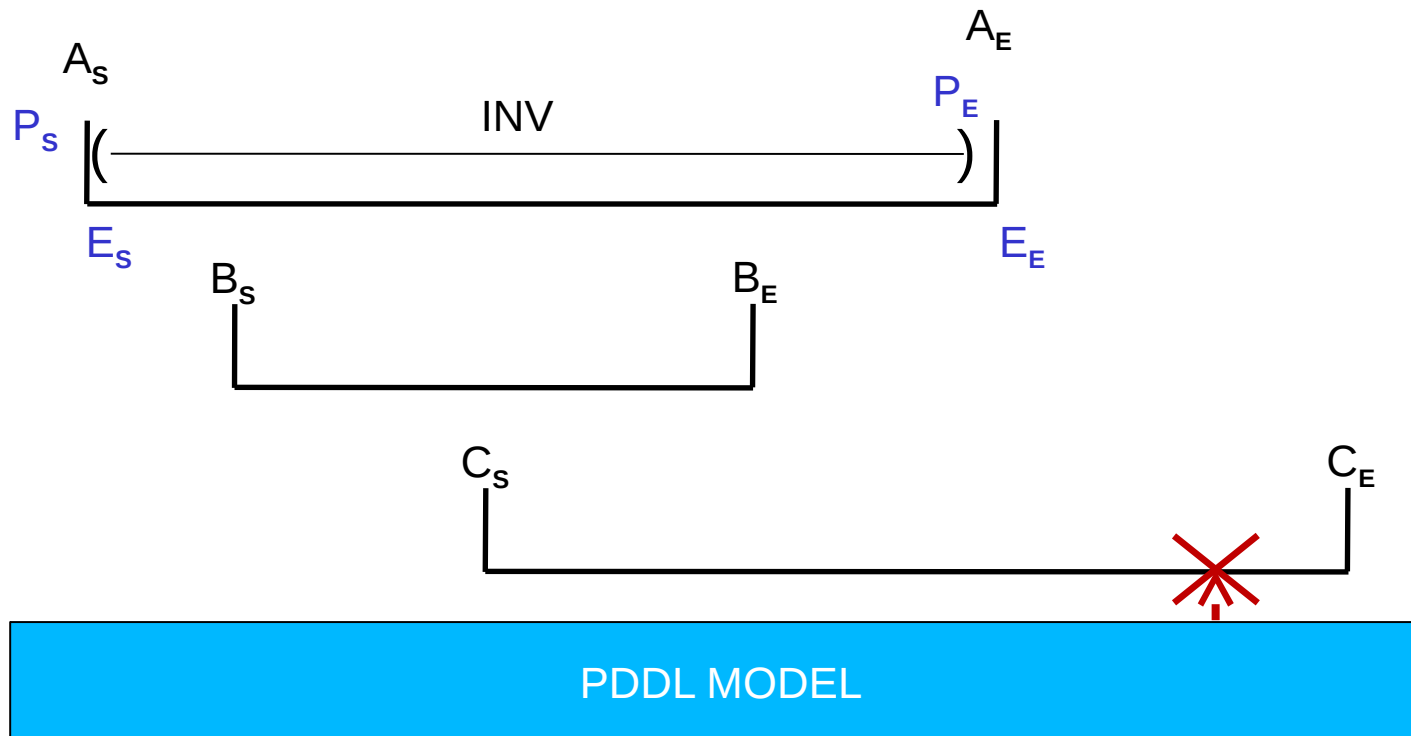 A_S
A_E
P_S
INV
P_E
(
)
E_S
E_E
B_S
B_E
C_S
C_E
PDDL MODEL